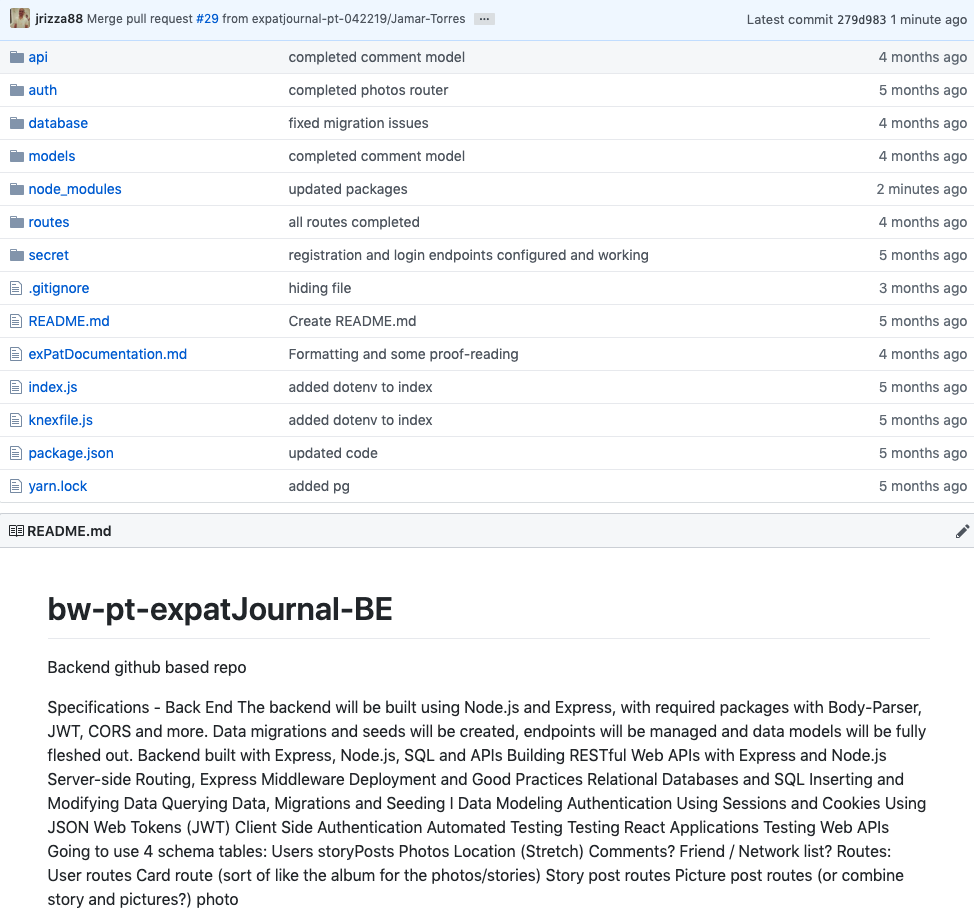 jrizza88 Merge pull request #29 from expatjournal-pt-042219/Jamar-Torres ... Latest commit 279d983 1 minute ago
api completed comment model 4 months ago
auth completed photos router 5 months ago
database fixed migration issues 4 months ago
models completed comment model 4 months ago
node_modules updated packages 2 minutes ago
routes all routes completed 4 months ago
secret registration and login endpoints configured and working 5 months ago
.gitignore hiding file 3 months ago
README.md Create README.md 5 months ago
exPatDocumentation.md Formatting and some proof-reading 4 months ago
index.js added dotenv to index 5 months ago
knexfile.js added dotenv to index 5 months ago
package.json updated code 5 months ago
yarn.lock added pg 5 months ago
README.md
bw-pt-expatJournal-BE
Backend github based repo
Specifications - Back End The backend will be built using Node.js and Express, with required packages with Body-Parser,
JWT, CORS and more. Data migrations and seeds will be created, endpoints will be managed and data models will be fully
fleshed out. Backend built with Express, Node.js, SQL and APIs Building RESTful Web APIs with Express and Node.js
Server-side Routing, Express Middleware Deployment and Good Practices Relational Databases and SQL Inserting and
Modifying Data Querying Data, Migrations and Seeding I Data Modeling Authentication Using Sessions and Cookies Using
JSON Web Tokens (JWT) Client Side Authentication Automated Testing Testing React Applications Testing Web APIs
Going to use 4 schema tables: Users storyPosts Photos Location (Stretch) Comments? Friend / Network list? Routes:
User routes Card route (sort of like the album for the photos/stories) Story post routes Picture post routes (or combine
story and pictures?) photo